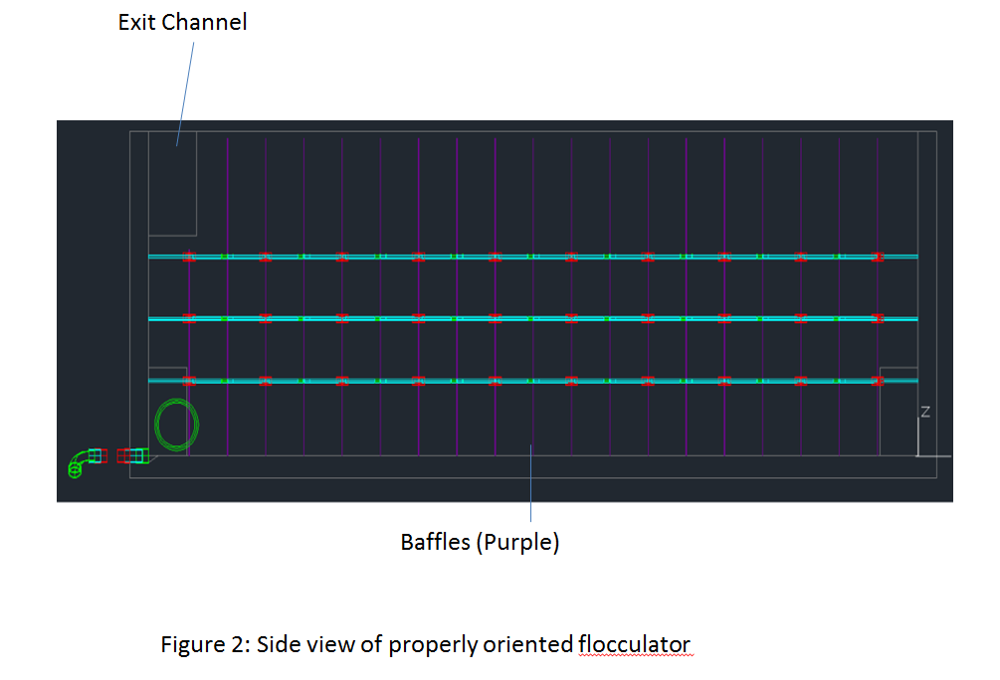 Exit Channel
Z
Baffles (Purple)
Figure 2: Side view of properly oriented flocculator